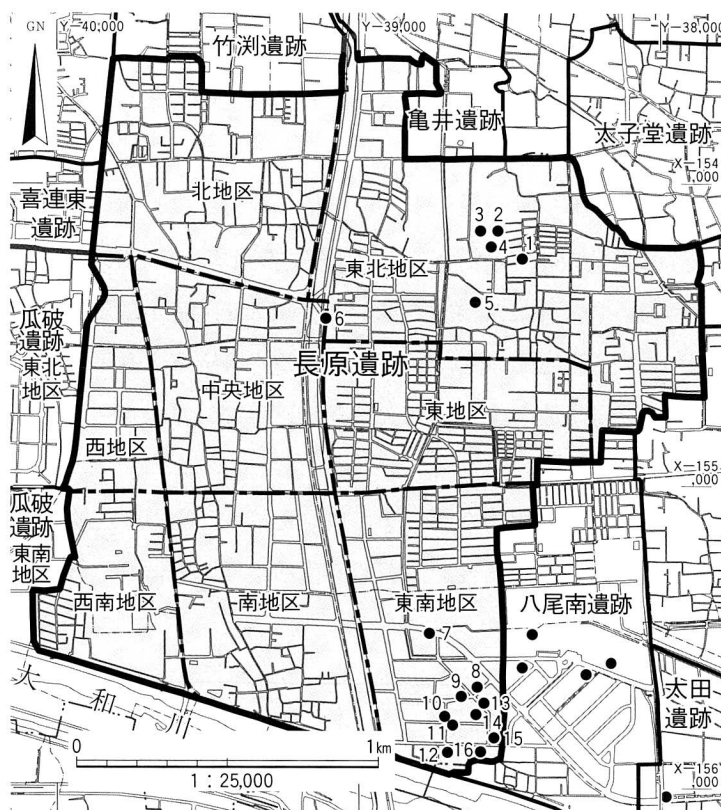 GN
Y-40,000
竹渕遺跡
Y-39,000
Y-38,000
亀井遺跡
太子堂遺跡
X-154
,000
喜連東
遺跡
北地区
3
2
4
1
東北地区
5
6
瓜破
遺跡
東北
地区
長原遺跡
中央地区
東地区
西地区
X-155
,000
瓜破
遺跡
東南
地区
西南地区
南地区
東南地区
八尾南遺跡
7
太田
遺跡
大和川
8
9
13
10
14
11
15
12
16
0
1km
1:25,000
X-156
,000